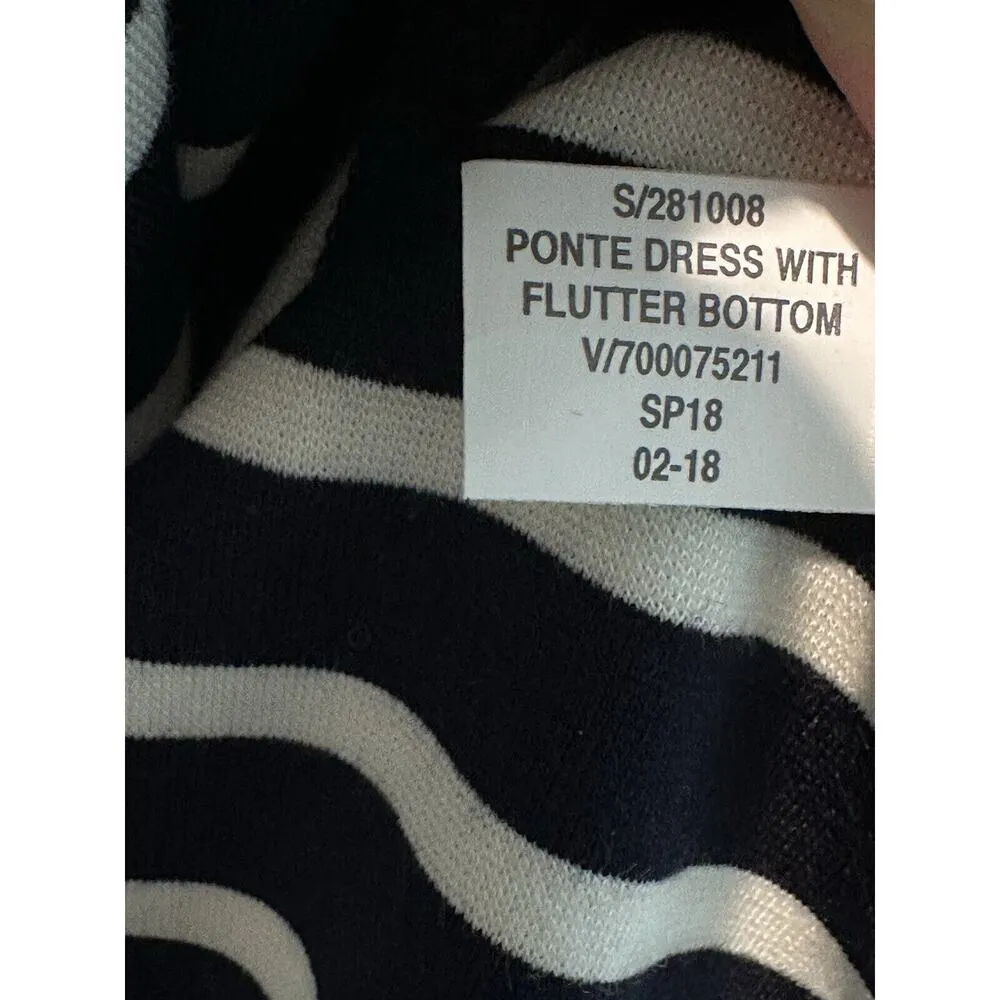 S/281008
PONTE DRESS WITH
FLUTTER BOTTOM
V/700075211
SP18
02-18